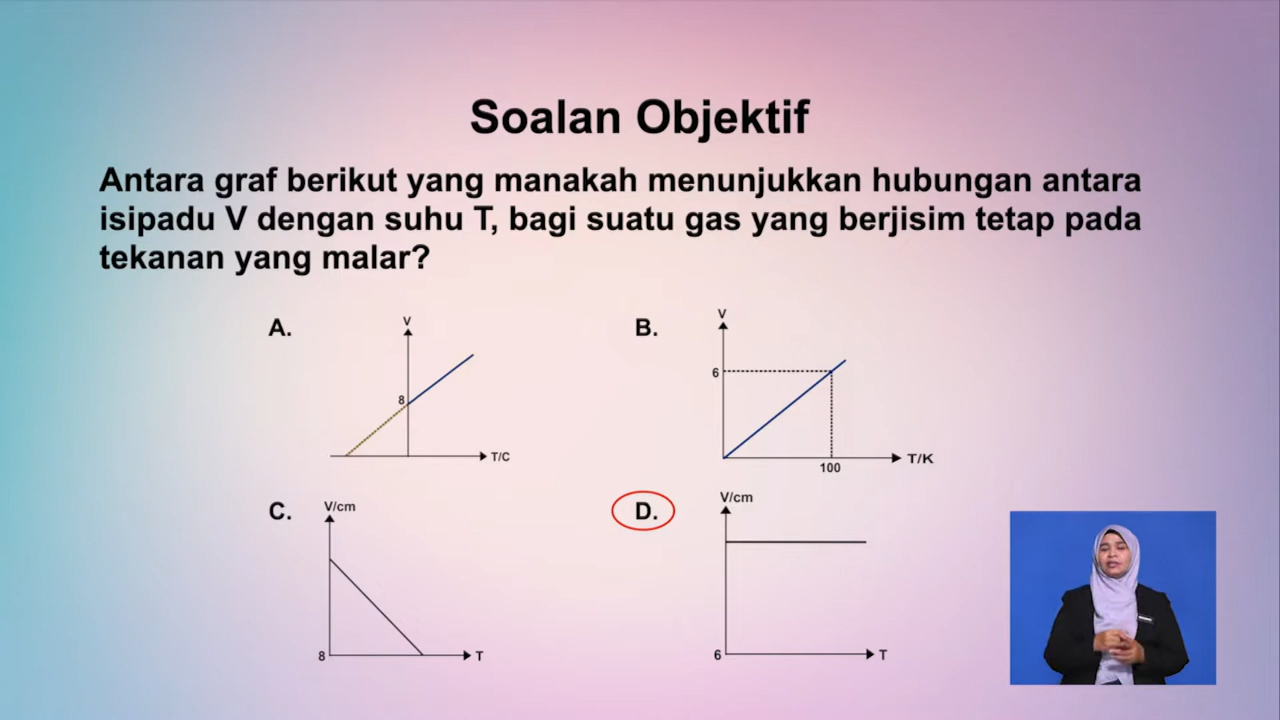 Soalan Objektif
Antara graf berikut yang manakah menunjukkan hubungan antara
isipadu V dengan suhu T, bagi suatu gas yang berjisim tetap pada
tekanan yang malar?
A.
V
8
T/C
B.
V
6
100
T/K
C.
V/cm
8
T
D.
V/cm
6
T